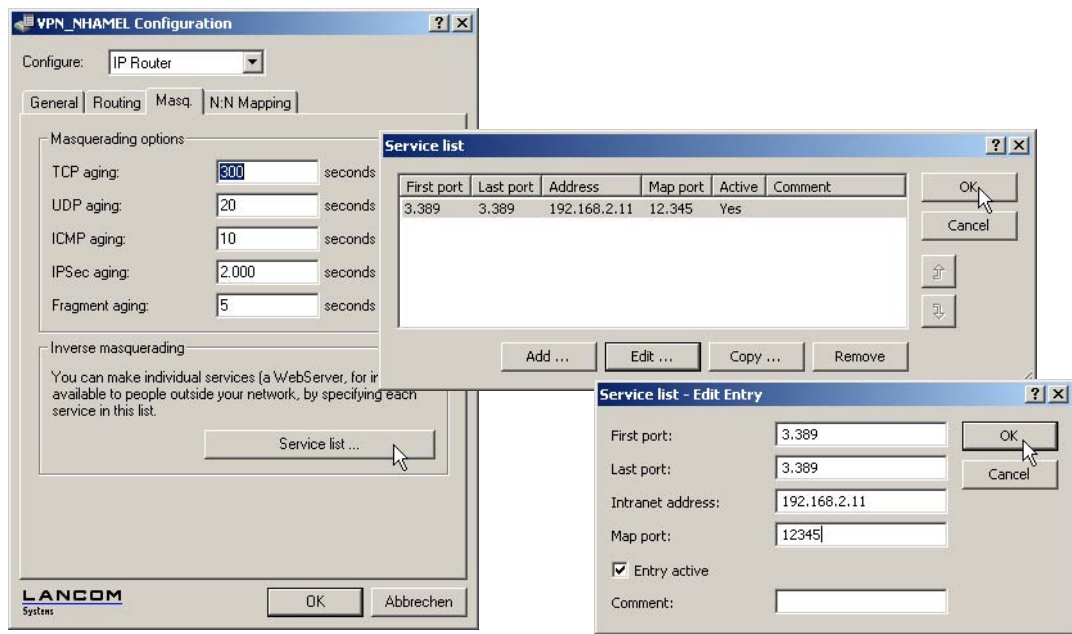 VPN_NHAMEL Configuration
Configure: IP Router
General Routing Masq. N:N Mapping
Masquerading options
TCP aging: 300 seconds
UDP aging: 20 seconds
ICMP aging: 10 seconds
IPSec aging: 2.000 seconds
Fragment aging: 5 seconds
Inverse masquerading
You can make individual services (a WebServer, for in
available to people outside your network, by specifying each
service in this list.
Service list ...
LANCOM
Systems
OK Abbrechen
Service list
First port Last port Address Map port Active Comment
3.389 3.389 192.168.2.11 12.345 Yes
OK
Cancel
Add ... Edit ... Copy ... Remove
Service list - Edit Entry
First port: 3.389
Last port: 3.389
Intranet address: 192.168.2.11
Map port: 12345
Entry active
Comment:
OK
Cancel